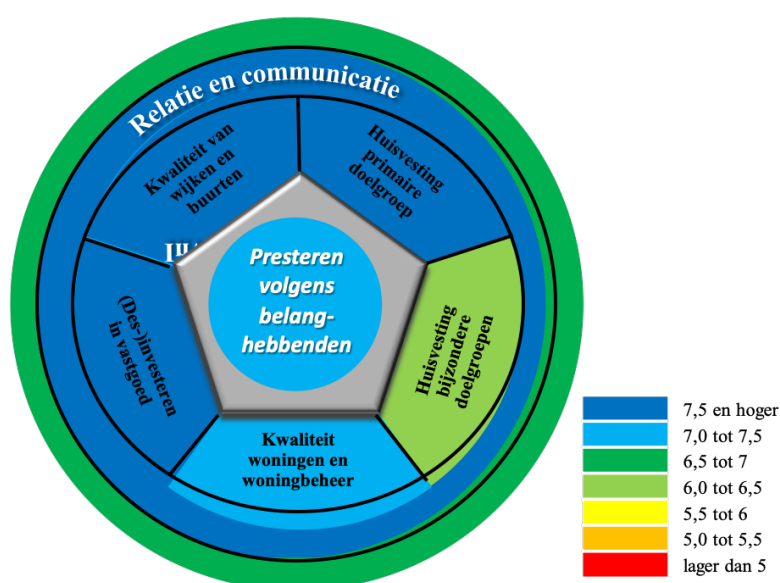 Relatie en communicatie
Kwaliteit van
wijken en
buurten
Huisvesting
primaire
doelgroep
(Des-)investeren
in vastgoed
Presteren
volgens
belang-
hebbenden
Huisvesting
bijzondere
doelgroepen
Kwaliteit
woningen en
woningbeheer
7,5 en hoger
7,0 tot 7,5
6,5 tot 7
6,0 tot 6,5
5,5 tot 6
5,0 tot 5,5
lager dan 5